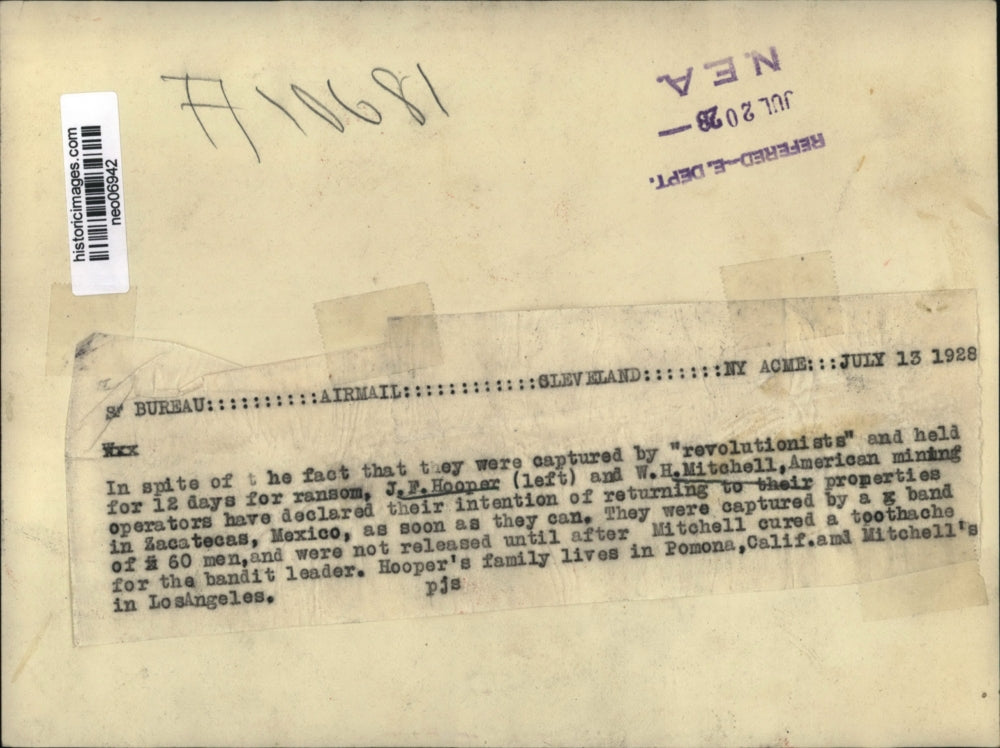 A10681
N.E.A.
JUL 20 28
REFERED—E. DEPT.
historicimages.com
neo06942
SF BUREAU::::::::::AIRMAIL::::::::::::CLEVELAND:::::::NY ACME:::JULY 13 1928
Wxx
In spite of t he fact that they were captured by "revolutionists" and held
for 12 days for ransom, J.F.Hooper (left) and W.H.Mitchell,American mining
operators have declared their intention of returning to their properties
in Zacatecas, Mexico, as soon as they can. They were captured by a g band
of 60 men,and were not released until after Mitchell cured a toothache
for the bandit leader. Hooper's family lives in Pomona,Calif.and Mitchell's
in LosAngeles.
pjs